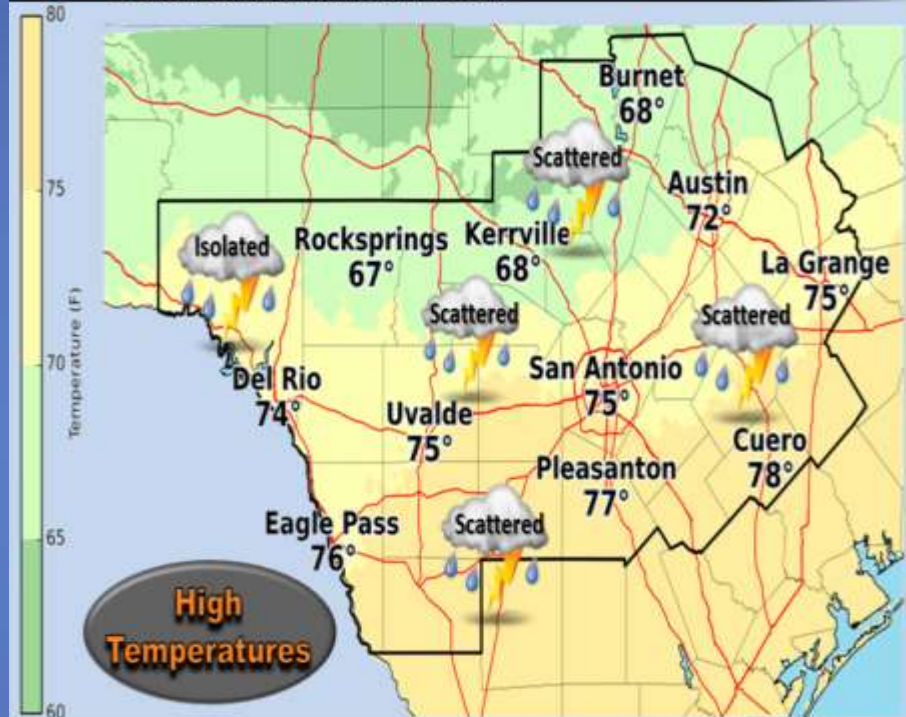 80
75
70
65
60
Temperature (F)
Burnet
68°
Scattered
Austin
72°
Isolated
Rocksprings
67°
Kerrville
68°
La Grange
75°
Scattered
Scattered
Del Rio
74°
San Antonio
75°
Uvalde
75°
Cuero
78°
Pleasanton
77°
Eagle Pass
76°
Scattered
High
Temperatures